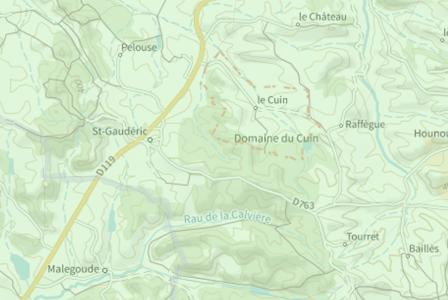 le Château
Pelouse
le Cuin
Raffègue
St-Gaudéric
Domaine du Cuin
Hounou
D119
D763
Rau de la Calvière
Tourret
Baillès
Malegoude